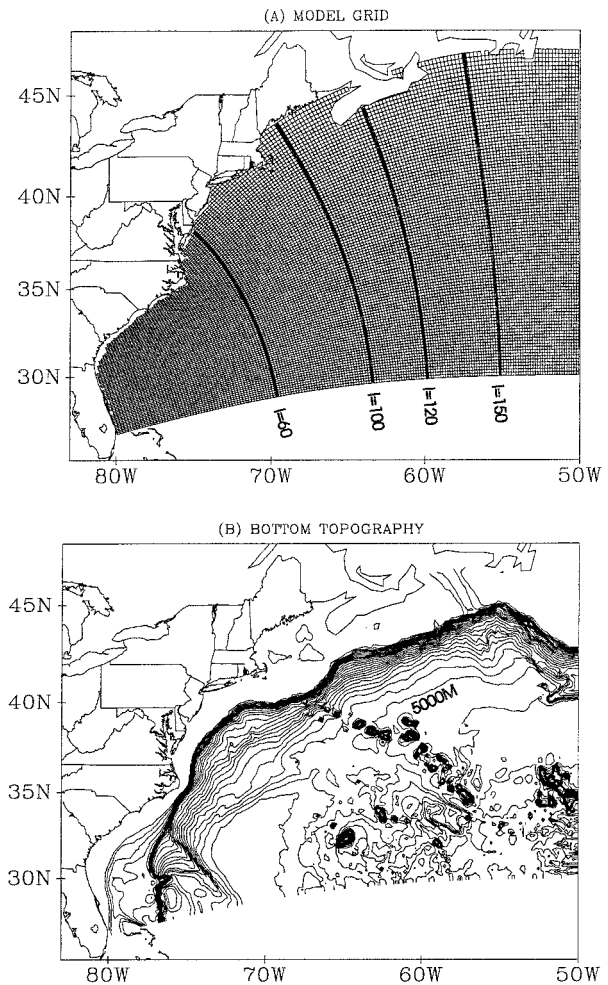 (A) MODEL GRID
45N
40N
35N
30N
I=60
I=100
I=120
I=150
80W 70W 60W 50W
(B) BOTTOM TOPOGRAPHY
45N
40N
35N
30N
5000M
80W 70W 60W 50W